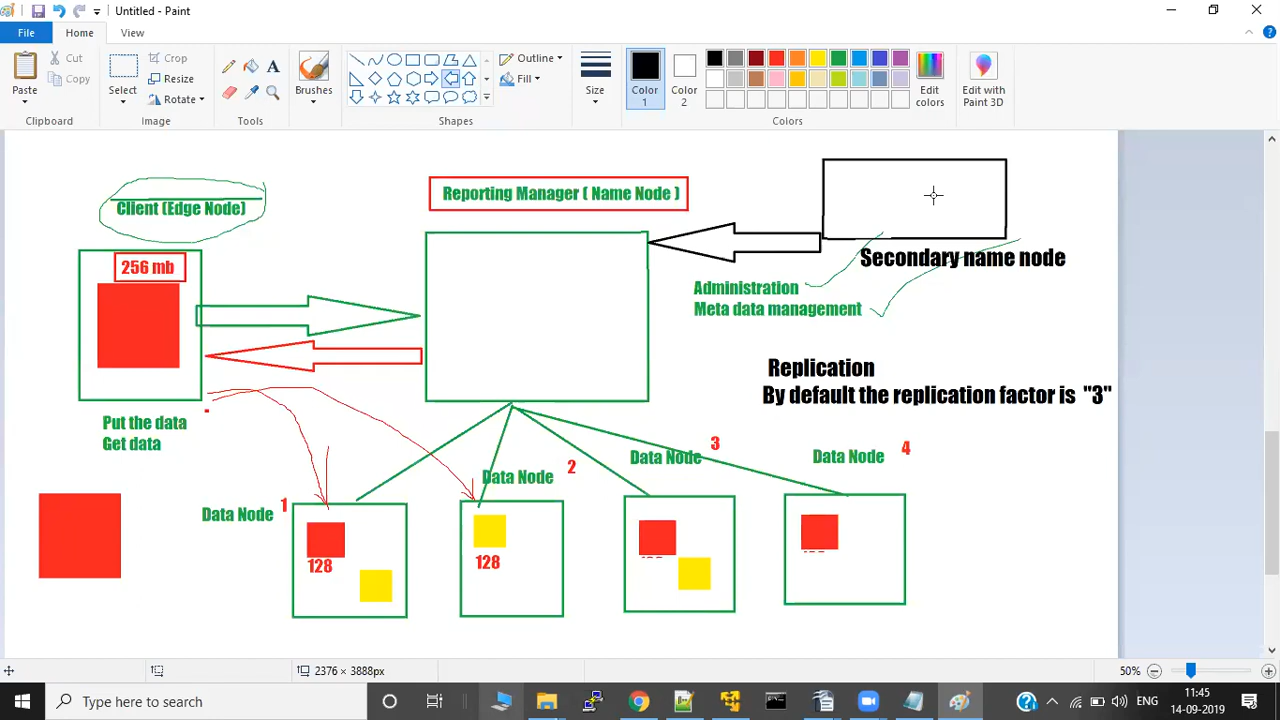 Untitled - Paint
File
Home
View
Paste
Cut
Copy
Clipboard
Select
Crop
Resize
Rotate
Image
Tools
Brushes
Shapes
Outline
Fill
Size
Color 1
Color 2
Colors
Edit colors
Edit with Paint 3D
Client (Edge Node)
Reporting Manager ( Name Node )
Secondary name node
256 mb
Administration
Meta data management
Replication
By default the replication factor is "3"
Put the data
Get data
Data Node 1
Data Node 2
Data Node 3
Data Node 4
128
128
2376 × 3888px
50%
Type here to search
ENG
11:45
14-09-2019